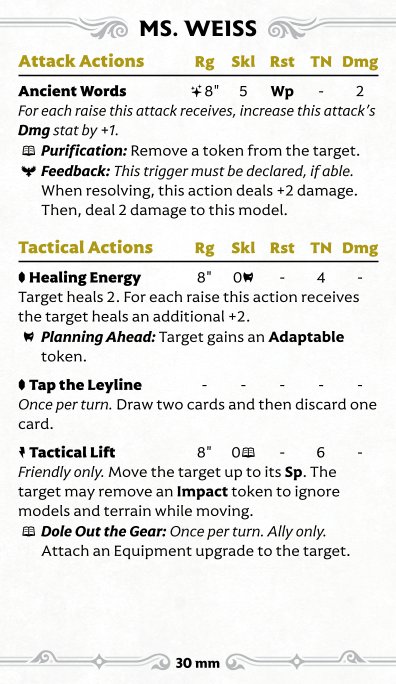 MS. WEISS
Attack Actions Rg Skl Rst TN Dmg
Ancient Words 8" 5 Wp - 2
For each raise this attack receives, increase this attack's
Dmg stat by +1.
Purification: Remove a token from the target.
Feedback: This trigger must be declared, if able.
When resolving, this action deals +2 damage.
Then, deal 2 damage to this model.
Tactical Actions Rg Skl Rst TN Dmg
Healing Energy 8" 0 - 4 -
Target heals 2. For each raise this action receives
the target heals an additional +2.
Planning Ahead: Target gains an Adaptable
token.
Tap the Leyline - - - - -
Once per turn. Draw two cards and then discard one
card.
Tactical Lift 8" 0 - 6 -
Friendly only. Move the target up to its Sp. The
target may remove an Impact token to ignore
models and terrain while moving.
Dole Out the Gear: Once per turn. Ally only.
Attach an Equipment upgrade to the target.
30 mm